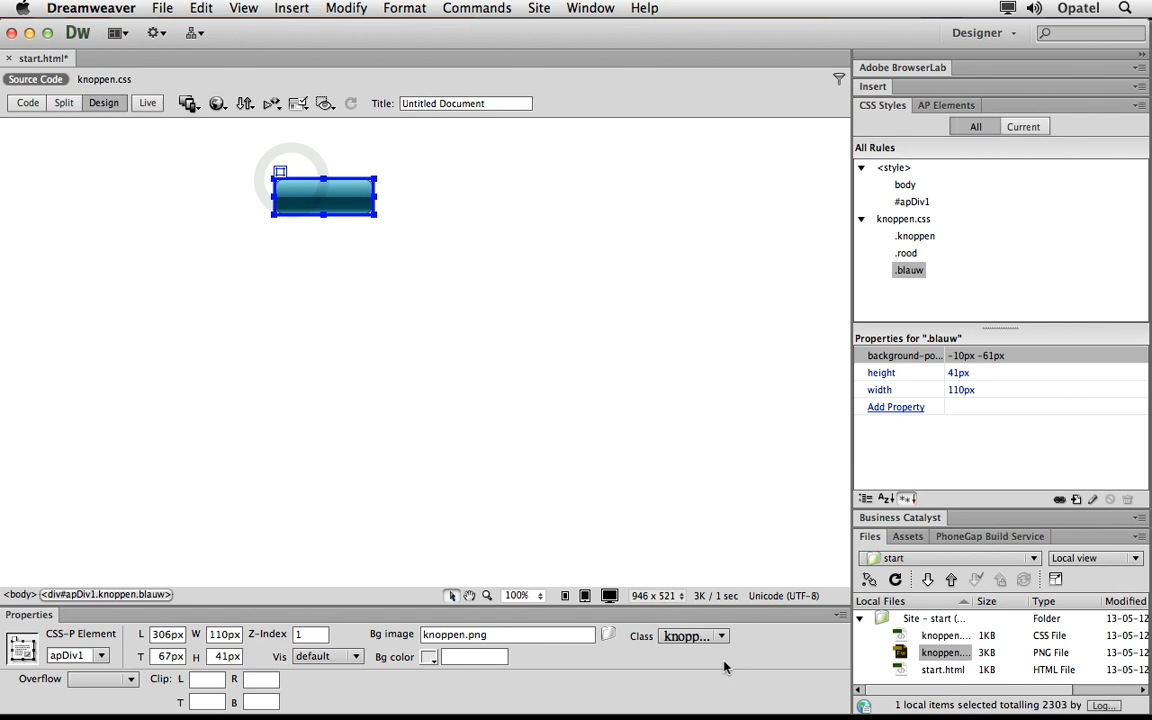 Dreamweaver File Edit View Insert Modify Format Commands Site Window Help Opatel
Dw Designer
× start.html*
Source Code knoppen.css
Code Split Design Live Title: Untitled Document
Adobe BrowserLab
Insert
CSS Styles AP Elements
All Current
All Rules
<style>
body
#apDiv1
knoppen.css
.knoppen
.rood
.blauw
Properties for ".blauw"
background-po... -10px -61px
height 41px
width 110px
Add Property
Az↓ **↓
Business Catalyst
Files Assets PhoneGap Build Service
start Local view
Local Files Size Type Modified
Site - start (... Folder 13-05-12
knoppen.... 1KB CSS File 13-05-12
knoppen.... 3KB PNG File 13-05-12
start.html 1KB HTML File 13-05-12
1 local items selected totalling 2303 by Log...
<body> <div#apDiv1.knoppen.blauw> 100% 946 x 521 3K / 1 sec Unicode (UTF-8)
Properties
CSS-P Element L 306px W 110px Z-Index 1 Bg image knoppen.png Class knopp...
apDiv1 T 67px H 41px Vis default Bg color
Overflow Clip: L R
T B